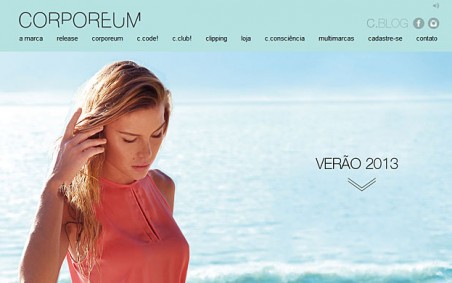 CORPOREUM
C.BLOG
a marca release corporeum c.code! c.club! clipping loja c.consciência multimarcas cadastre-se contato
VERÃO 2013